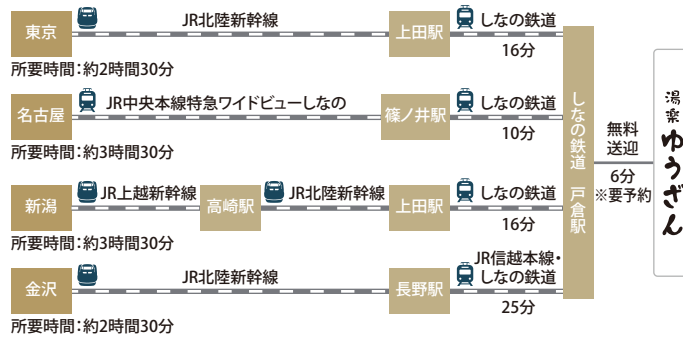 東京
JR北陸新幹線
上田駅
しなの鉄道
16分
所要時間：約2時間30分
名古屋
JR中央本線特急ワイドビューしなの
篠ノ井駅
しなの鉄道
10分
所要時間：約3時間30分
新潟
JR上越新幹線
高崎駅
JR北陸新幹線
上田駅
しなの鉄道
16分
所要時間：約3時間30分
金沢
JR北陸新幹線
長野駅
JR信越本線・
しなの鉄道
25分
所要時間：約2時間30分
しなの鉄道 戸倉駅
無料
送迎
6分
※要予約
湯楽
ゆうざん